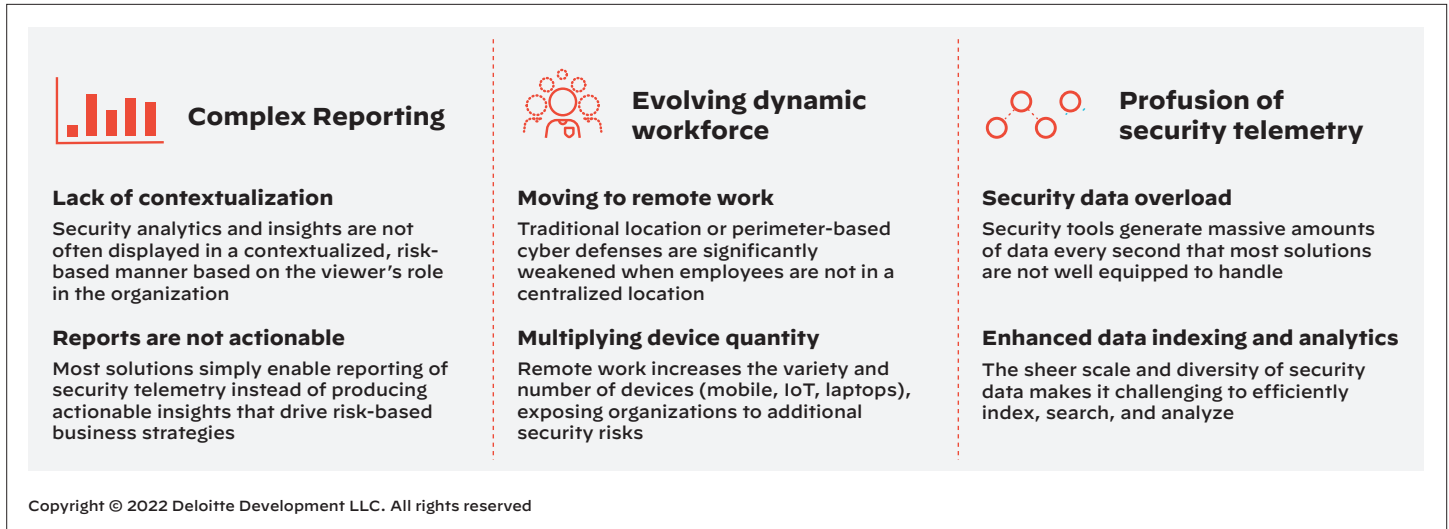 Complex Reporting
Lack of contextualization
Security analytics and insights are not
often displayed in a contextualized, risk-
based manner based on the viewer's role
in the organization
Reports are not actionable
Most solutions simply enable reporting of
security telemetry instead of producing
actionable insights that drive risk-based
business strategies
Evolving dynamic
workforce
Moving to remote work
Traditional location or perimeter-based
cyber defenses are significantly
weakened when employees are not in a
centralized location
Multiplying device quantity
Remote work increases the variety and
number of devices (mobile, IoT, laptops),
exposing organizations to additional
security risks
Profusion of
security telemetry
Security data overload
Security tools generate massive amounts
of data every second that most solutions
are not well equipped to handle
Enhanced data indexing and analytics
The sheer scale and diversity of security
data makes it challenging to efficiently
index, search, and analyze
Copyright © 2022 Deloitte Development LLC. All rights reserved